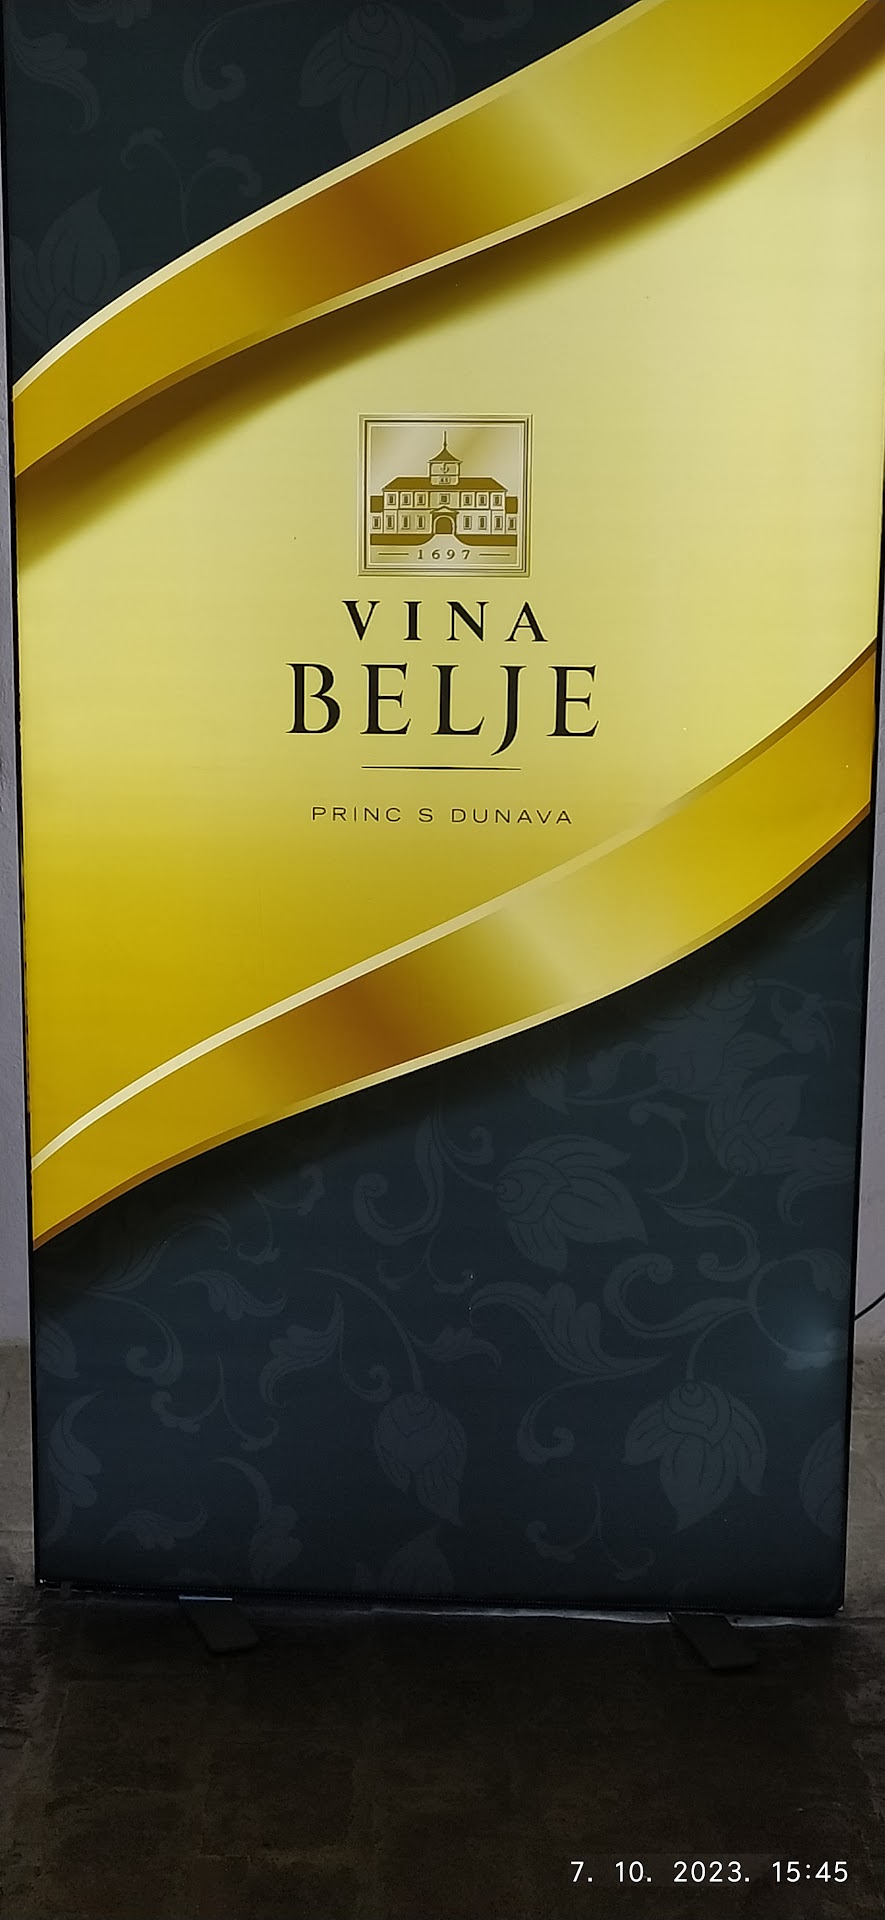 1697
VINA
BELJE
PRINC S DUNAVA
7. 10. 2023. 15:45